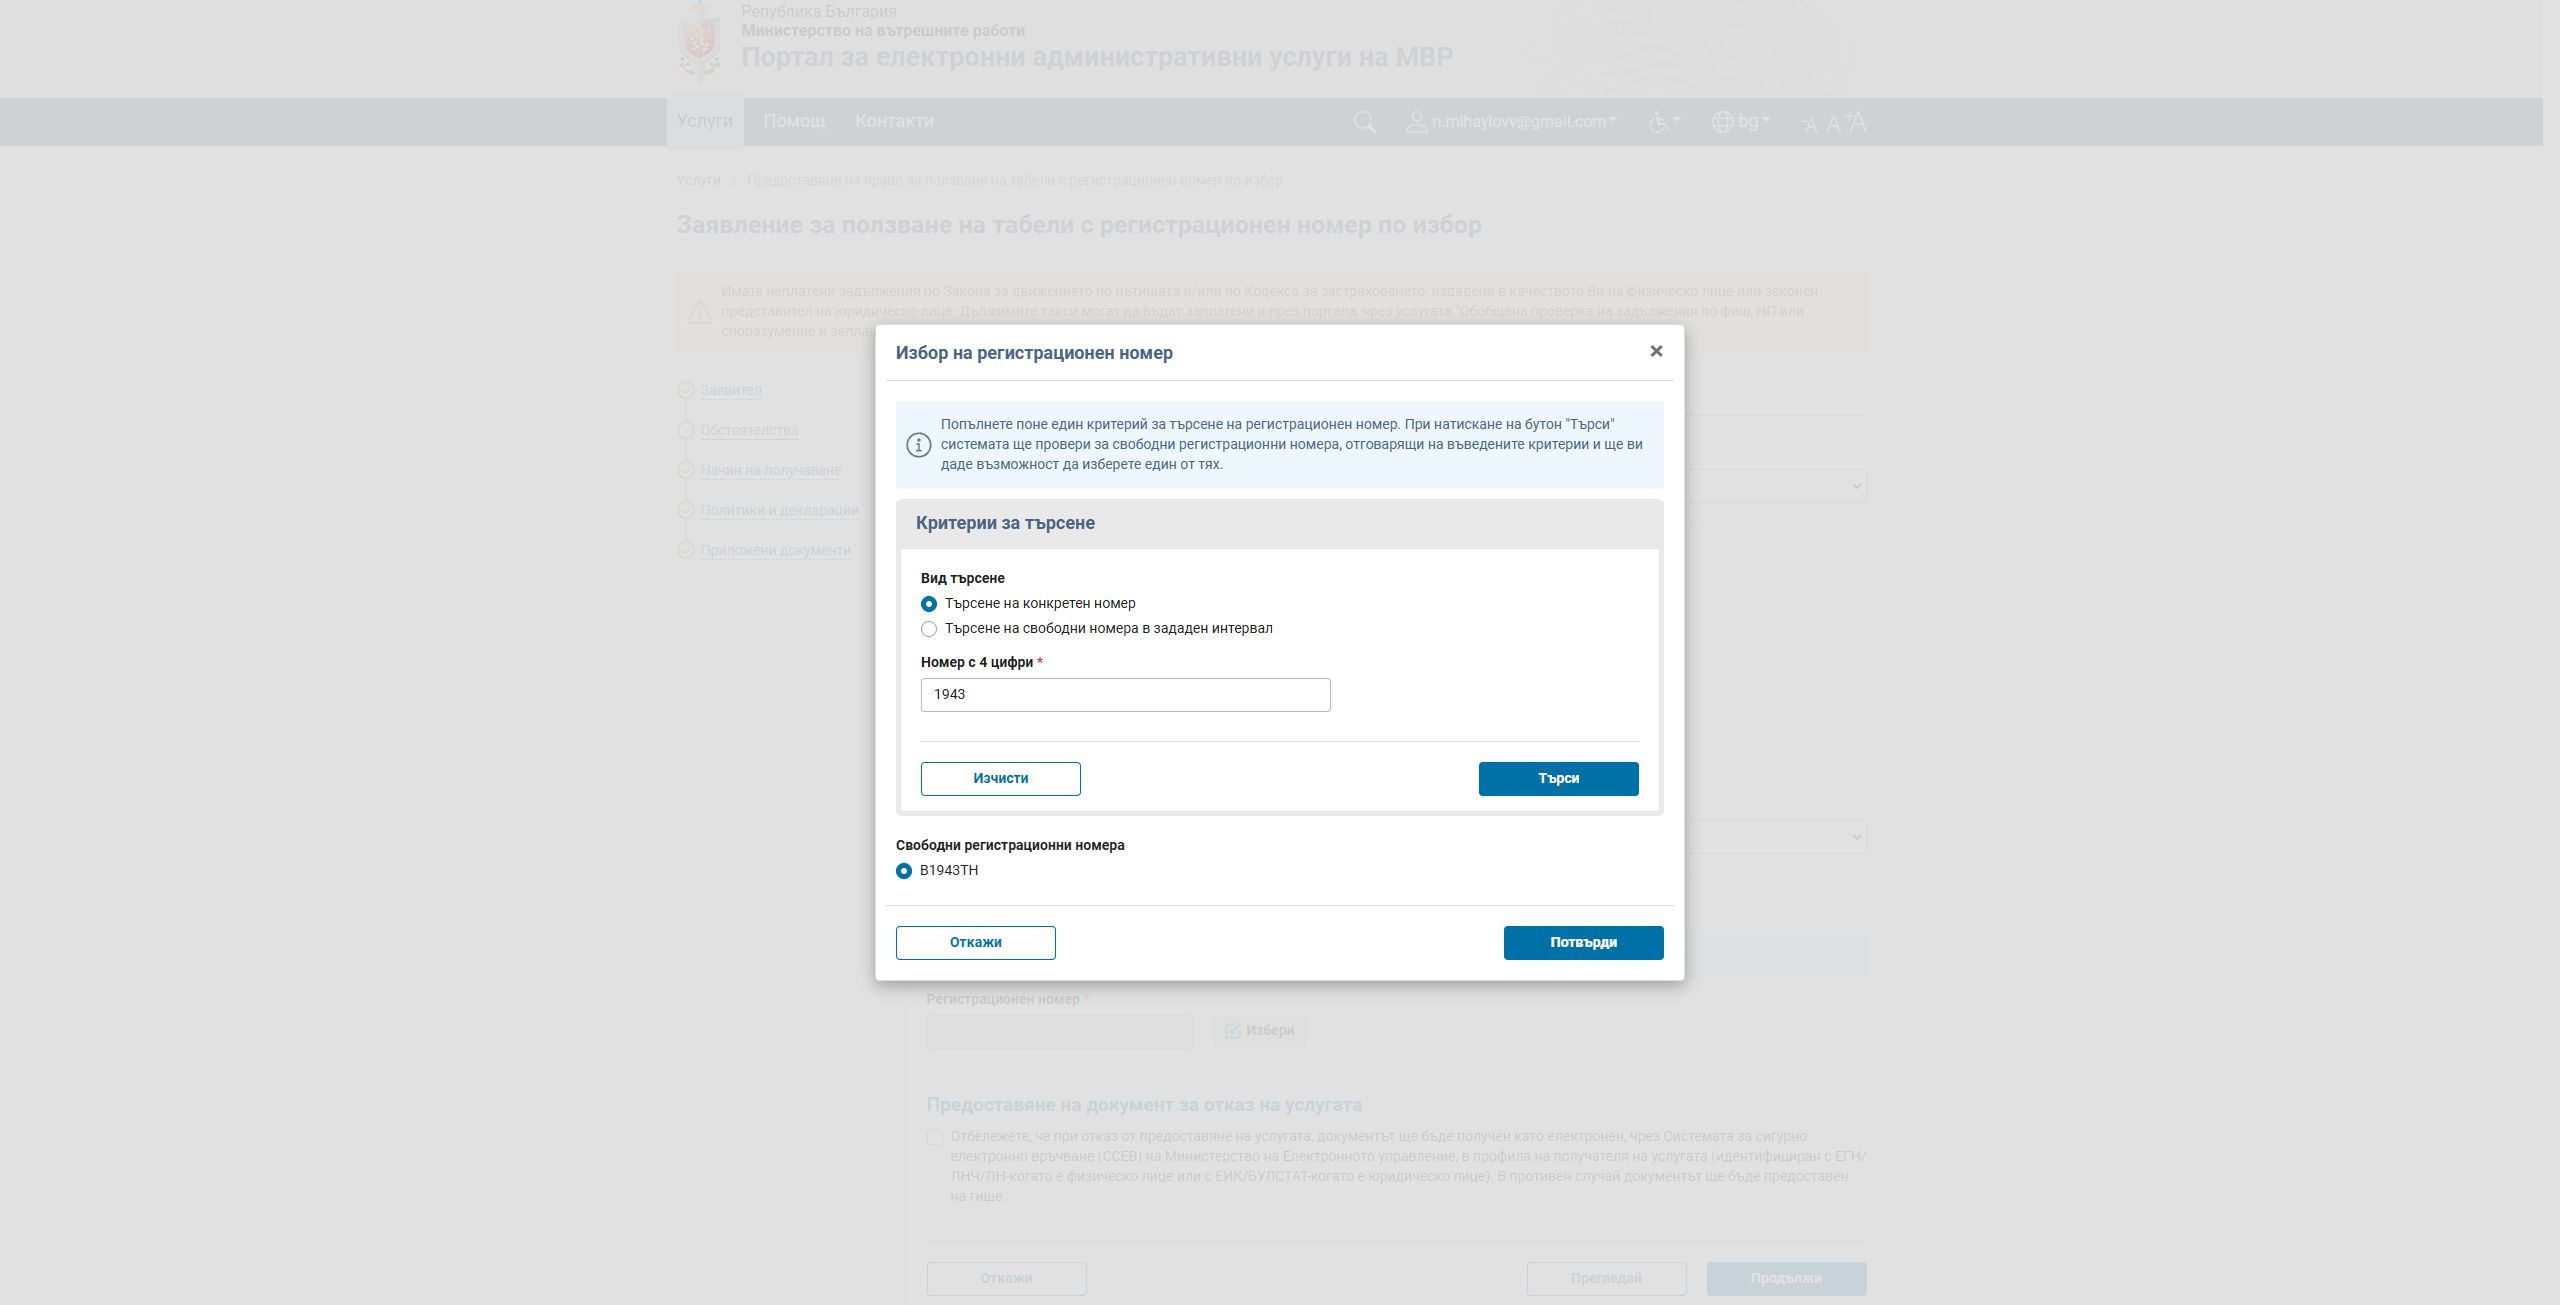 Република България
Министерство на вътрешните работи
Портал за електронни административни услуги на МВР
Услуги
Помощ
Контакти
n.mihaylovv@gmail.com
bg
-A A +A
Услуги / Предоставяне на право за ползване на табели с регистрационен номер по избор
Заявление за ползване на табели с регистрационен номер по избор
Имате неплатени задължения по Закона за движението по пътищата и/или по Кодекса за застраховането, издадени в качеството Ви на физическо лице или законен
представител на юридическо лице. Дължимите такси могат да бъдат заплатени и през портала, чрез услугата "Обобщена проверка на задължения по фиш, НП или
споразумение и
Заявител
Обстоятелства
Начин на получаване
Политики и декларации
Приложени документи
Избор на регистрационен номер
×
Попълнете поне един критерий за търсене на регистрационен номер. При натискане на бутон "Търси"
системата ще провери за свободни регистрационни номера, отговарящи на въведените критерии и ще ви
даде възможност да изберете един от тях.
Критерии за търсене
Вид търсене
Търсене на конкретен номер
Търсене на свободни номера в зададен интервал
Номер с 4 цифри *
1943
Изчисти
Търси
Свободни регистрационни номера
B1943TH
Откажи
Потвърди
Регистрационен номер *
Избери
Предоставяне на документ за отказ на услугата
Отбележете, че при отказ от предоставяне на услугата, документът ще бъде получен като електронен, чрез Системата за сигурно
електронно връчване (ССЕВ) на Министерство на Електронното управление, в профила на получателя на услугата (идентифициран с ЕГН/
ЛНЧ/ЛН-когато е физическо лице или с ЕИК/БУЛСТАТ-когато е юридическо лице). В противен случай документът ще бъде предоставен
на гише.
Откажи
Прегледай
Продължи